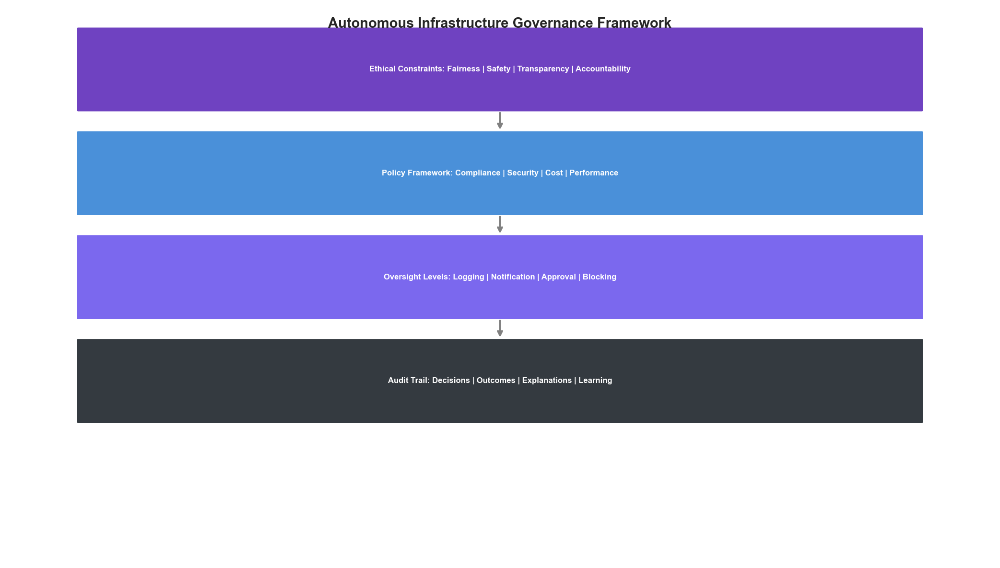 Autonomous Infrastructure Governance Framework
Ethical Constraints: Fairness | Safety | Transparency | Accountability
Policy Framework: Compliance | Security | Cost | Performance
Oversight Levels: Logging | Notification | Approval | Blocking
Audit Trail: Decisions | Outcomes | Explanations | Learning